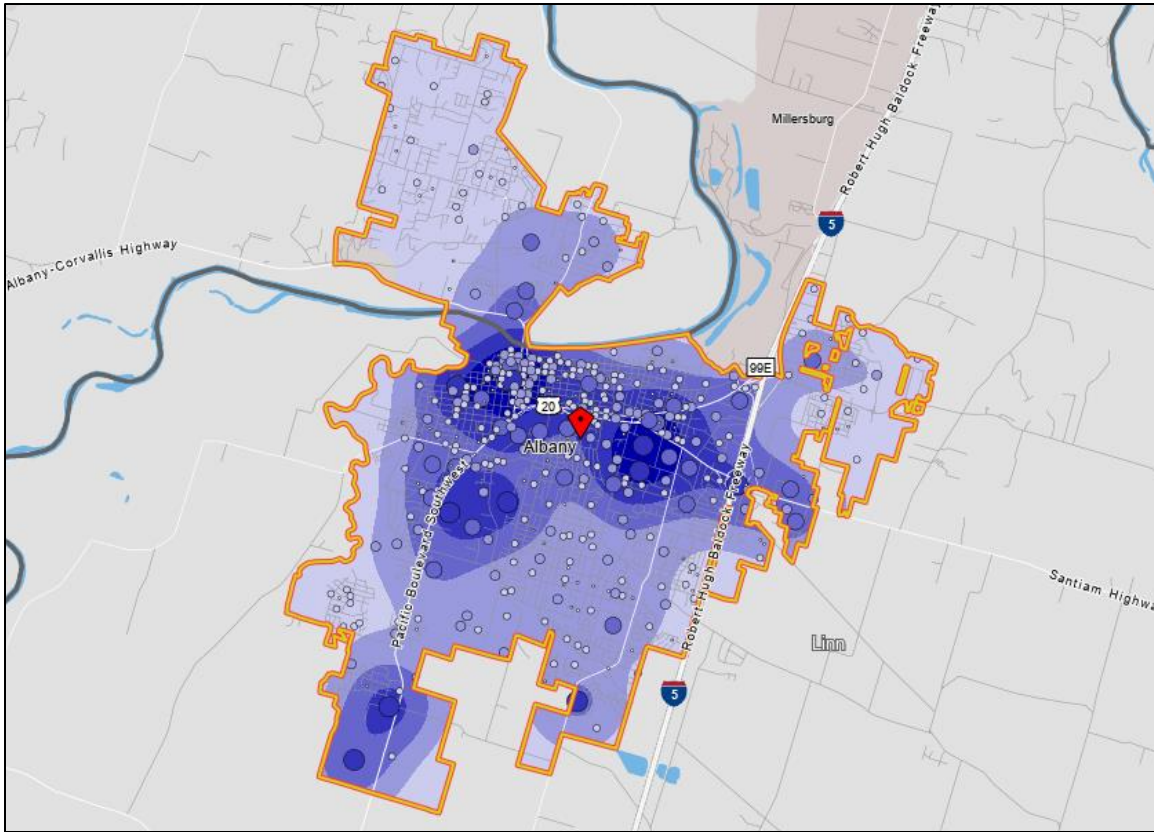 Robert Hugh Baldock Freeway
Millersburg
5
Albany-Corvallis Highway
99E
20
Albany
Pacific Boulevard Southwest
Robert Hugh Baldock Freeway
Santiam Highway
Linn
5